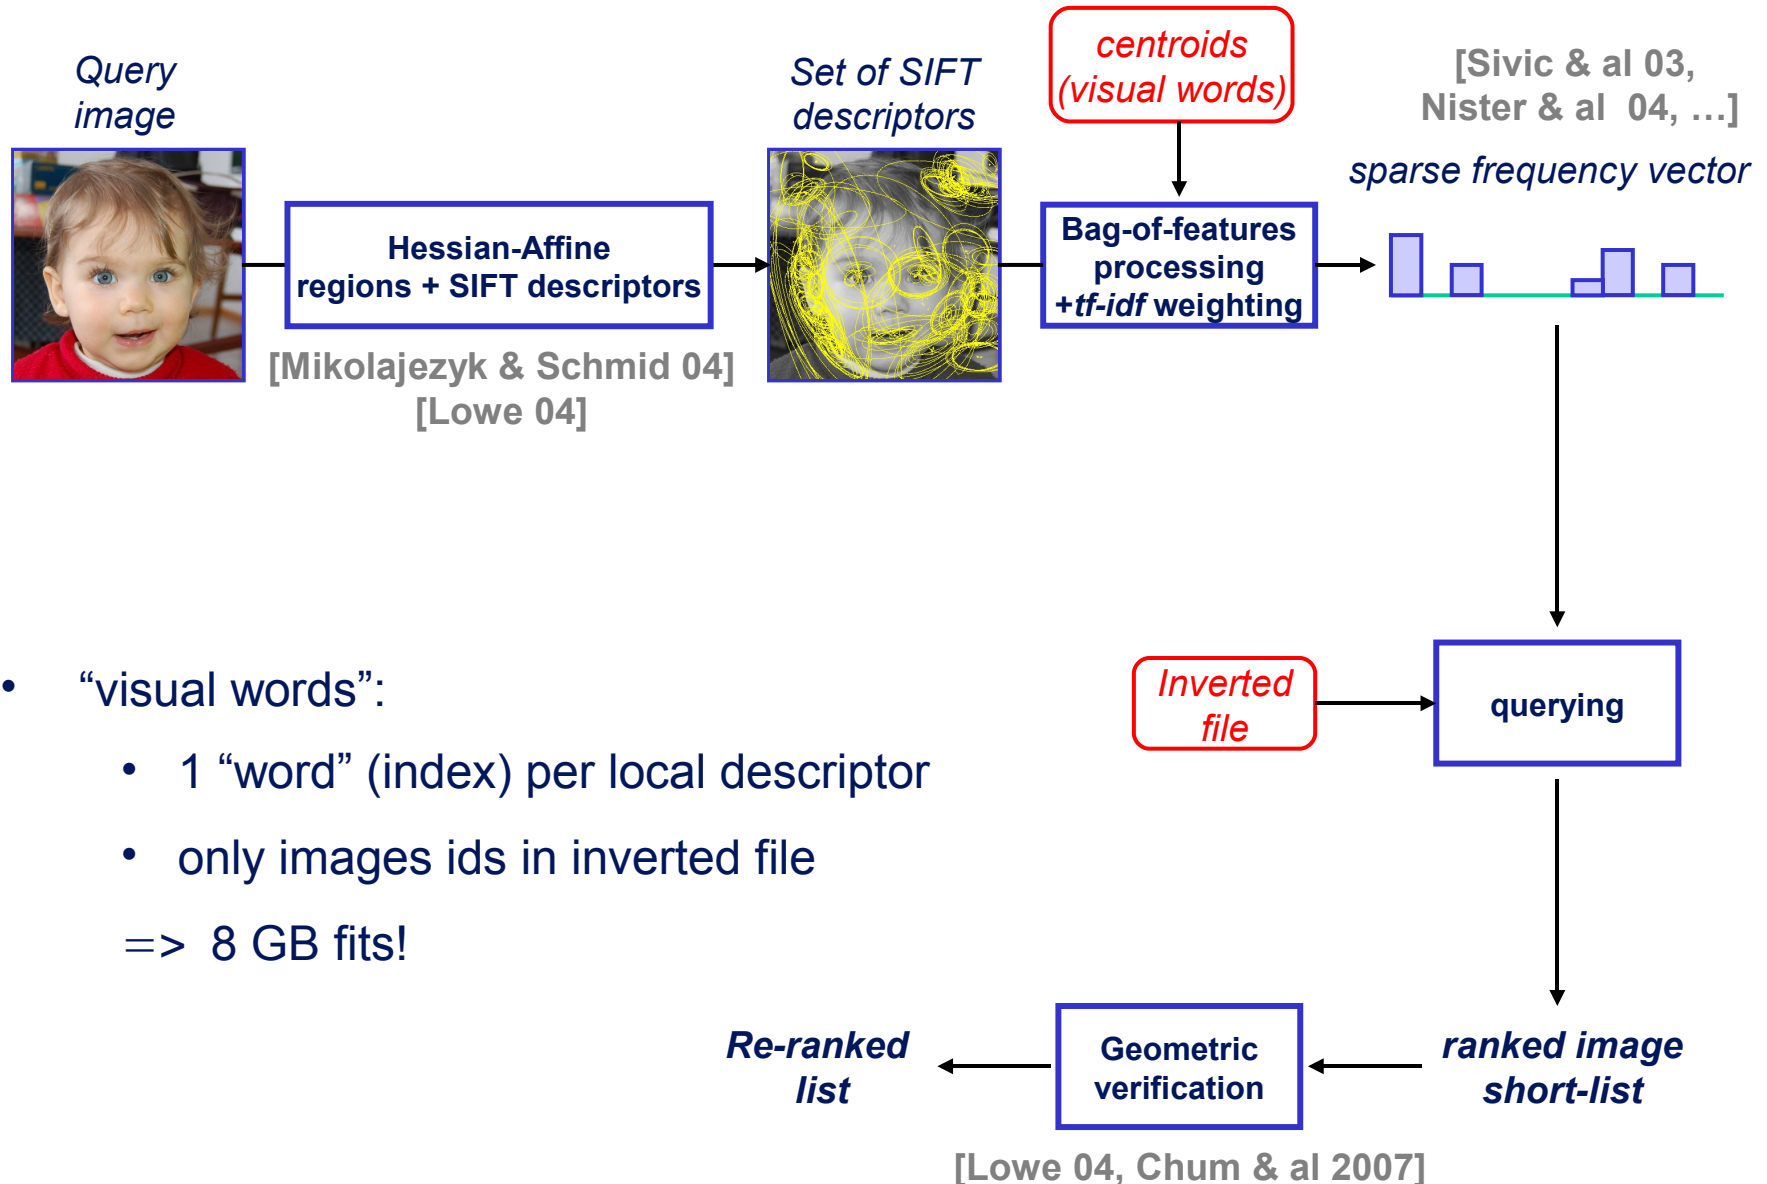 Query
image
Hessian-Affine
regions + SIFT descriptors
[Mikolajezyk & Schmid 04]
[Lowe 04]
Set of SIFT
descriptors
centroids
(visual words)
Bag-of-features
processing
+tf-idf weighting
[Sivic & al 03,
Nister & al 04, …]
sparse frequency vector
• “visual words”:
• 1 “word” (index) per local descriptor
• only images ids in inverted file
=> 8 GB fits!
Inverted
file
querying
ranked image
short-list
Geometric
verification
[Lowe 04, Chum & al 2007]
Re-ranked
list